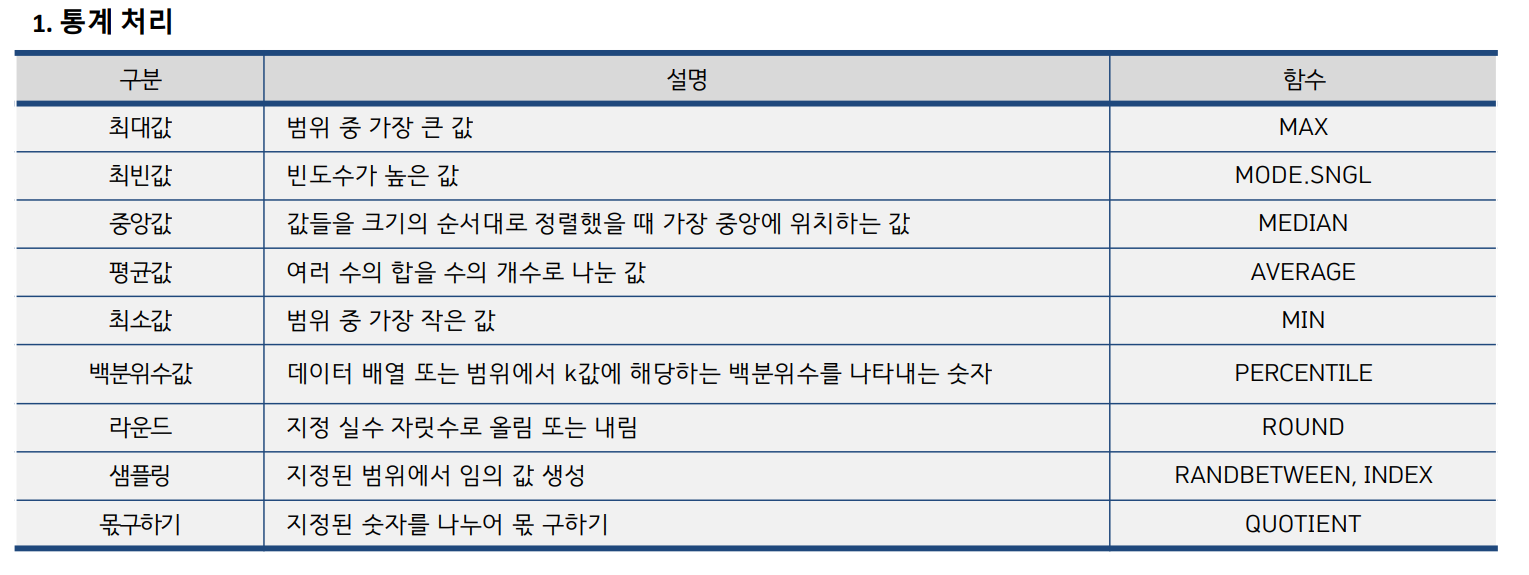 1. 통계 처리
구분 설명 함수
최대값 범위 중 가장 큰 값 MAX
최빈값 빈도수가 높은 값 MODE.SNGL
중앙값 값들을 크기의 순서대로 정렬했을 때 가장 중앙에 위치하는 값 MEDIAN
평균값 여러 수의 합을 수의 개수로 나눈 값 AVERAGE
최소값 범위 중 가장 작은 값 MIN
백분위수값 데이터 배열 또는 범위에서 k값에 해당하는 백분위수를 나타내는 숫자 PERCENTILE
라운드 지정 실수 자릿수로 올림 또는 내림 ROUND
샘플링 지정된 범위에서 임의 값 생성 RANDBETWEEN, INDEX
몫구하기 지정된 숫자를 나누어 몫 구하기 QUOTIENT